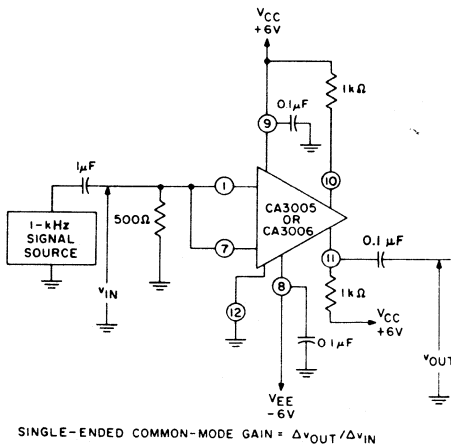 VCC
+6V
1kΩ
0.1µF
9
1µF
10
1
CA3005
OR
CA3006
500Ω
1-kHz
SIGNAL
SOURCE
7
11
0.1 µF
vIN
8
1kΩ
12
VCC
+6V
0.1µF
vOUT
VEE
-6V
SINGLE-ENDED COMMON-MODE GAIN = ΔvOUT/ΔvIN